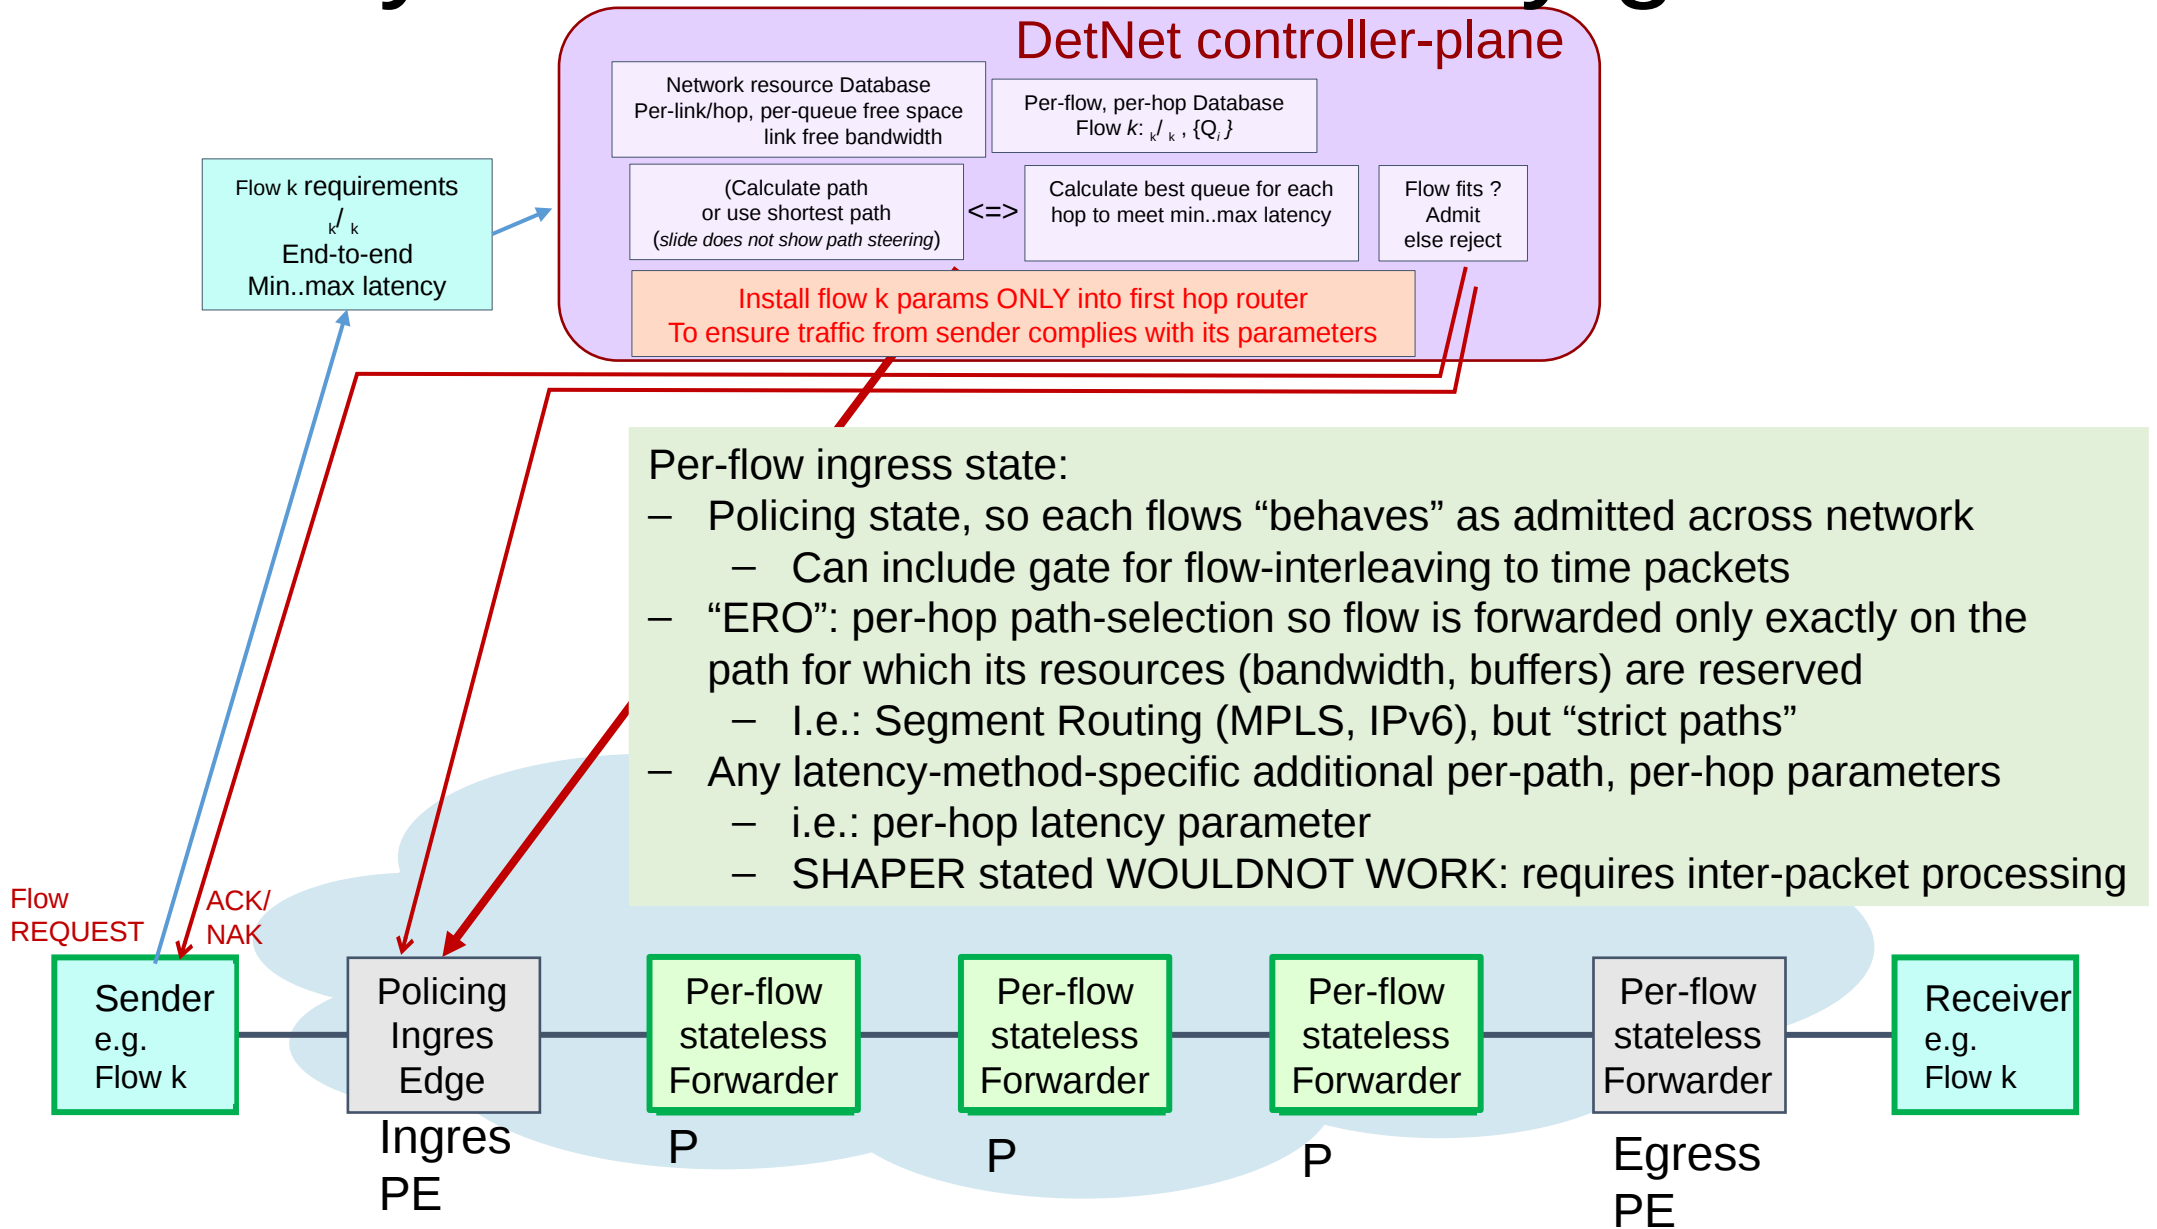 DetNet controller-plane
Network resource Database
Per-link/hop, per-queue free space
link free bandwidth
Per-flow, per-hop Database
Flow k: k/ k , {Qi }
Flow k requirements
k/ k
End-to-end
Min..max latency
(Calculate path
or use shortest path
(slide does not show path steering)
<=>
Calculate best queue for each
hop to meet min..max latency
Flow fits ?
Admit
else reject
Install flow k params ONLY into first hop router
To ensure traffic from sender complies with its parameters
Per-flow ingress state:
– Policing state, so each flows “behaves” as admitted across network
– Can include gate for flow-interleaving to time packets
– “ERO”: per-hop path-selection so flow is forwarded only exactly on the
path for which its resources (bandwidth, buffers) are reserved
– I.e.: Segment Routing (MPLS, IPv6), but “strict paths”
– Any latency-method-specific additional per-path, per-hop parameters
– i.e.: per-hop latency parameter
– SHAPER stated WOULDNOT WORK: requires inter-packet processing
Flow
REQUEST
ACK/
NAK
Sender
e.g.
Flow k
Policing
Ingres
Edge
Per-flow
stateless
Forwarder
Per-flow
stateless
Forwarder
Per-flow
stateless
Forwarder
Per-flow
stateless
Forwarder
Receiver
e.g.
Flow k
Ingres
PE
P
P
P
Egress
PE